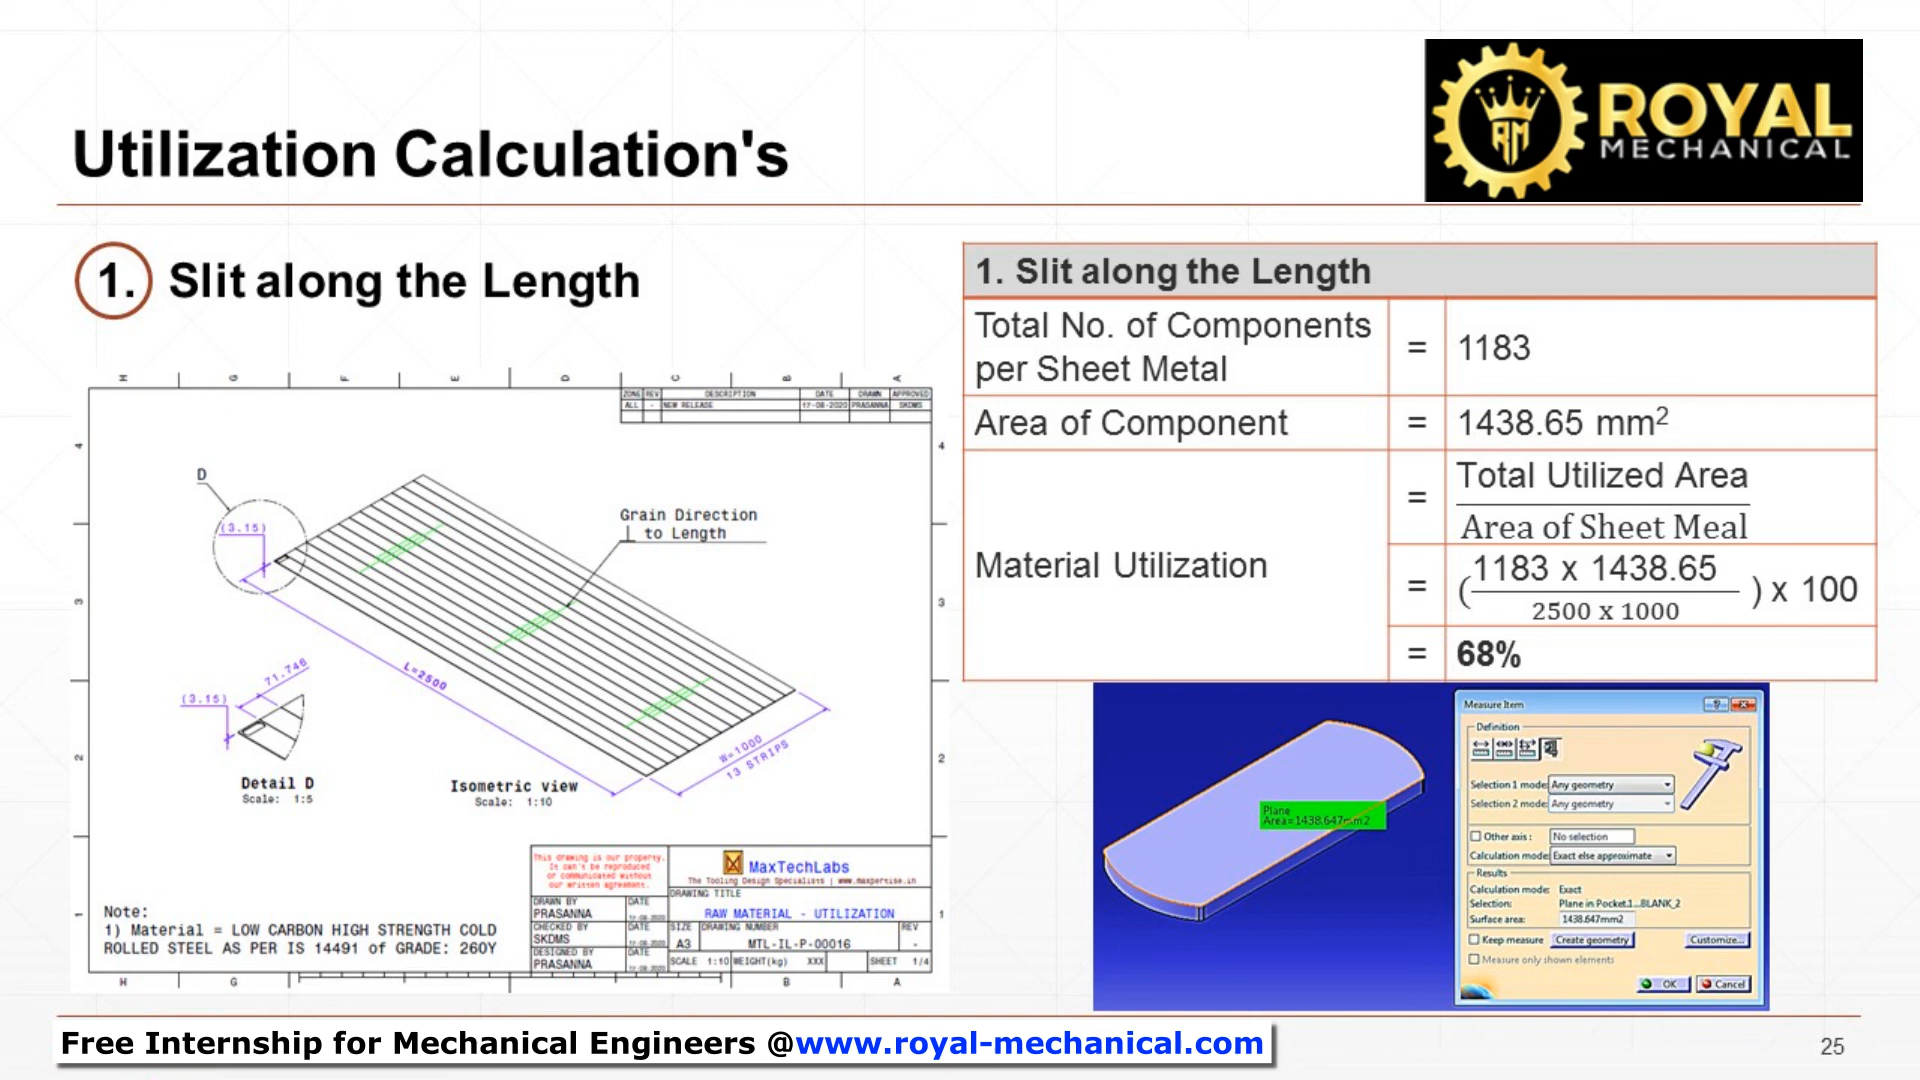 ROYAL
MECHANICAL
RM
Utilization Calculation's
1. Slit along the Length
H G F E D C B A
ZONE REV DESCRIPTION DATE DRAWN APPROVED
ALL - NEW RELEASE 17-08-2020 PRASANNA SKDMS
4 4
D
(3.15)
Grain Direction
⊥ to Length
3 3
L=2500
71.746
(3.15)
W=1000
13 STRIPS
2 2
Detail D
Scale: 1:5
Isometric view
Scale: 1:10
This drawing is our property.
It can't be reproduced
or communicated without
our written agreement.
MaxTechLabs
The Tooling Design Specialists | www.maxpertise.in
DRAWING TITLE
RAW MATERIAL - UTILIZATION
DRAWN BY DATE
PRASANNA 17-08-2020
CHECKED BY DATE
SKDMS 17-08-2020
DESIGNED BY DATE
PRASANNA 17-08-2020
SIZE DRAWING NUMBER REV
A3 MTL-IL-P-00016 -
SCALE 1:10 WEIGHT(kg) XXX SHEET 1/4
1 1
Note:
1) Material = LOW CARBON HIGH STRENGTH COLD
ROLLED STEEL AS PER IS 14491 of GRADE: 260Y
H G B A
1. Slit along the Length
Total No. of Components
per Sheet Metal = 1183
Area of Component = 1438.65 mm²
Material Utilization
= Total Utilized Area
Area of Sheet Meal
= (1183 x 1438.65
2500 x 1000
) x 100
= 68%
Plane
Area=1438.647mm2
Measure Item
Definition
Selection 1 mode: Any geometry
Selection 2 mode: Any geometry
Other axis : No selection
Calculation mode: Exact else approximate
Results
Calculation mode: Exact
Selection: Plane in Pocket.1...BLANK_2
Surface area: 1438.647mm2
Keep measure Create geometry Customize...
Measure only shown elements
OK Cancel
Free Internship for Mechanical Engineers @www.royal-mechanical.com
25